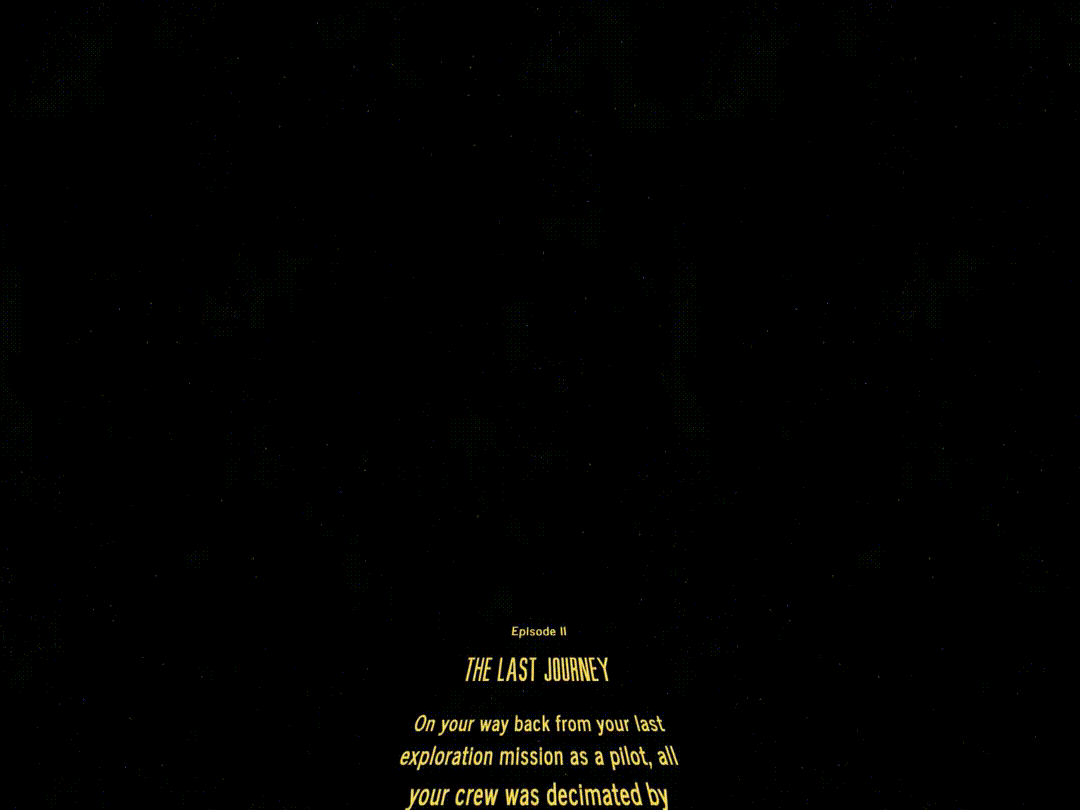 Episode II
THE LAST JOURNEY
On your way back from your last
exploration mission as a pilot, all
your crew was decimated by